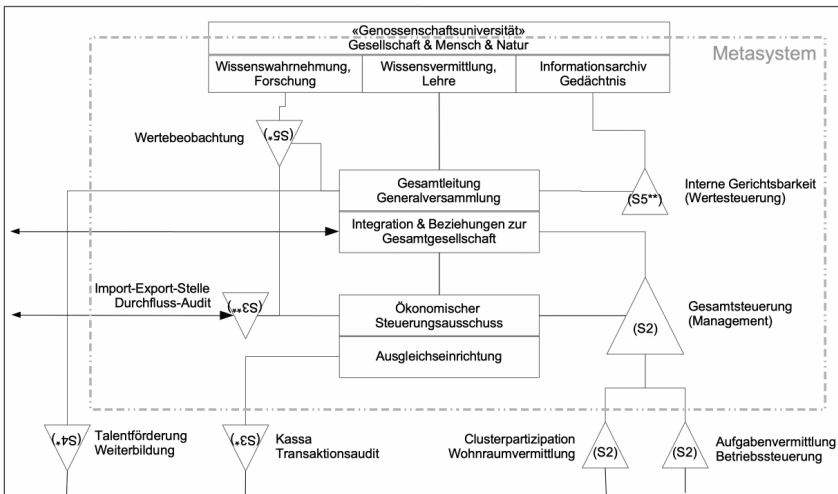 «Genossenschaftsuniversität»
Gesellschaft & Mensch & Natur
Metasystem
Wissenswahrnehmung,
Forschung
Wissensvermittlung,
Lehre
Informationsarchiv
Gedächtnis
Wertebeobachtung
(S5*)
Gesamtleitung
Generalversammlung
Integration & Beziehungen zur
Gesamtgesellschaft
(S5**)
Interne Gerichtsbarkeit
(Wertesteuerung)
Import-Export-Stelle
Durchfluss-Audit
(S3**)
Ökonomischer
Steuerungsausschuss
Ausgleichseinrichtung
(S2)
Gesamtsteuerung
(Management)
(S4*)
Talentförderung
Weiterbildung
(S3*)
Kassa
Transaktionsaudit
Clusterpartizipation
Wohnraumvermittlung
(S2)
(S2)
Aufgabenvermittlung
Betriebssteuerung